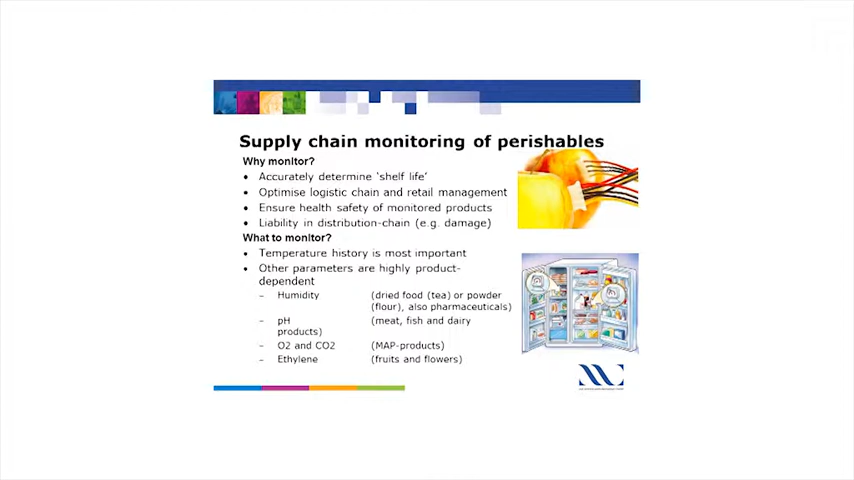 Supply chain monitoring of perishables
Why monitor?
• Accurately determine ‘shelf life’
• Optimise logistic chain and retail management
• Ensure health safety of monitored products
• Liability in distribution-chain (e.g. damage)
What to monitor?
• Temperature history is most important
• Other parameters are highly product-
dependent
– Humidity (dried food (tea) or powder
(flour), also pharmaceuticals)
– pH (meat, fish and dairy
products)
– O2 and CO2 (MAP-products)
– Ethylene (fruits and flowers)